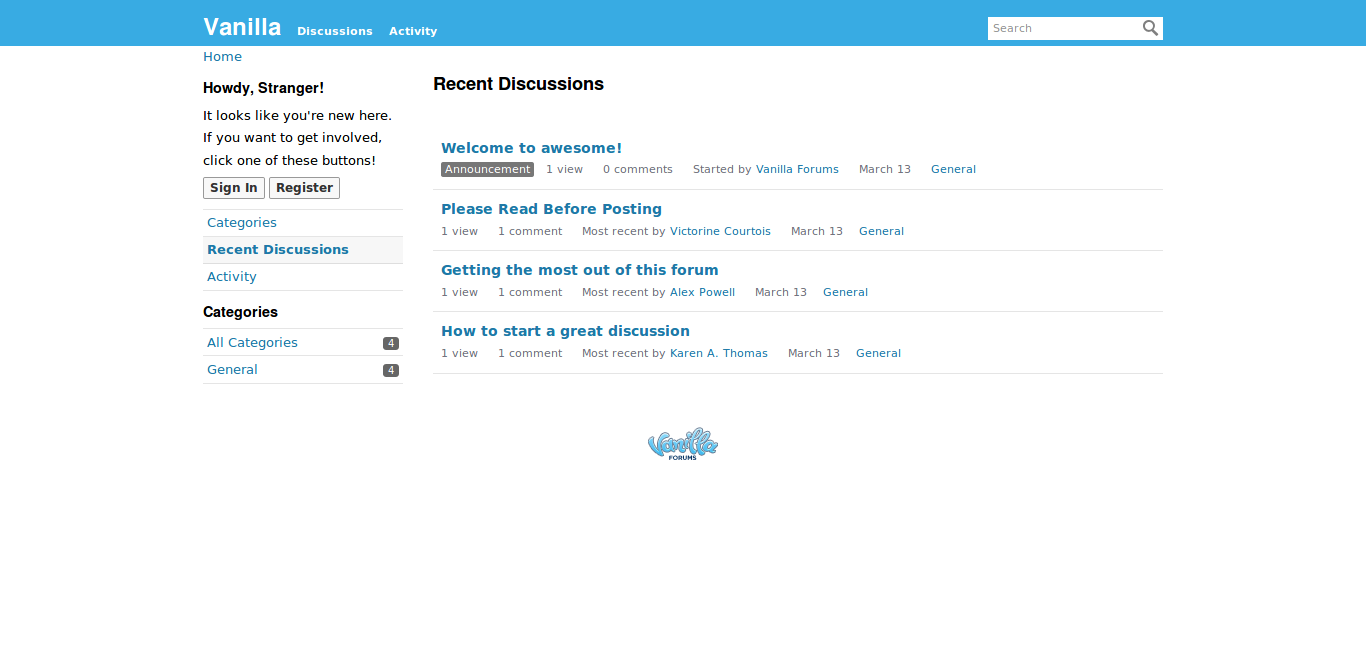 Vanilla Discussions Activity Search
Home
Howdy, Stranger!
It looks like you're new here.
If you want to get involved,
click one of these buttons!
Sign In Register
Categories
Recent Discussions
Activity
Categories
All Categories 4
General 4
Recent Discussions
Welcome to awesome!
Announcement 1 view 0 comments Started by Vanilla Forums March 13 General
Please Read Before Posting
1 view 1 comment Most recent by Victorine Courtois March 13 General
Getting the most out of this forum
1 view 1 comment Most recent by Alex Powell March 13 General
How to start a great discussion
1 view 1 comment Most recent by Karen A. Thomas March 13 General
Vanilla
FORUMS